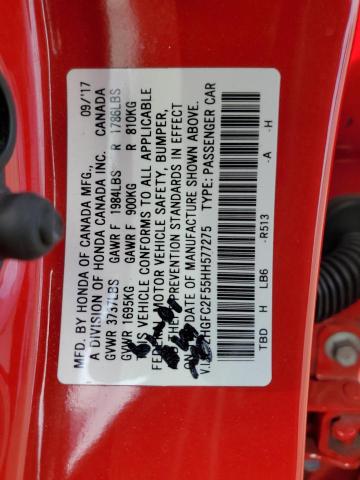 MFD. BY HONDA OF CANADA MFG., 09/'17
A DIVISION OF HONDA CANADA INC. CANADA
GVWR 3737LBS GAWR F 1984LBS R 1786LBS
GVWR 1695KG GAWR F 900KG R 810KG
VEHICLE CONFORMS TO ALL APPLICABLE
MOTOR VEHICLE SAFETY, BUMPER,
PREVENTION STANDARDS IN EFFECT
ON DATE OF MANUFACTURE SHOWN ABOVE.
2HGFC2F55HH577275 TYPE: PASSENGER CAR
TBD H LB6 -R513 -A -H